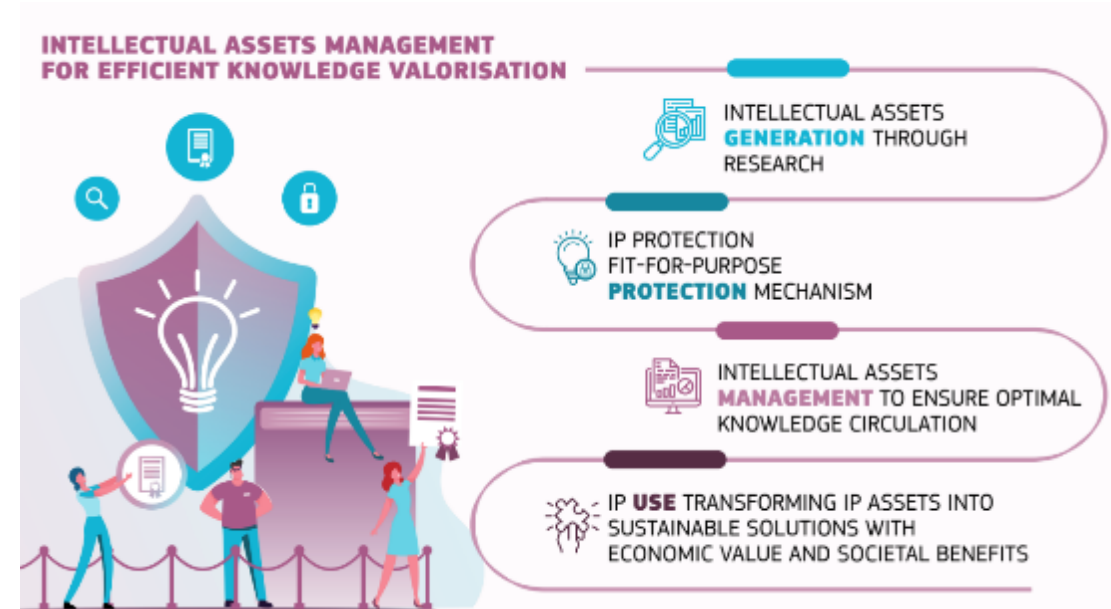 INTELLECTUAL ASSETS MANAGEMENT
FOR EFFICIENT KNOWLEDGE VALORISATION
INTELLECTUAL ASSETS
GENERATION THROUGH
RESEARCH
IP PROTECTION
FIT-FOR-PURPOSE
PROTECTION MECHANISM
INTELLECTUAL ASSETS
MANAGEMENT TO ENSURE OPTIMAL
KNOWLEDGE CIRCULATION
IP USE TRANSFORMING IP ASSETS INTO
SUSTAINABLE SOLUTIONS WITH
ECONOMIC VALUE AND SOCIETAL BENEFITS